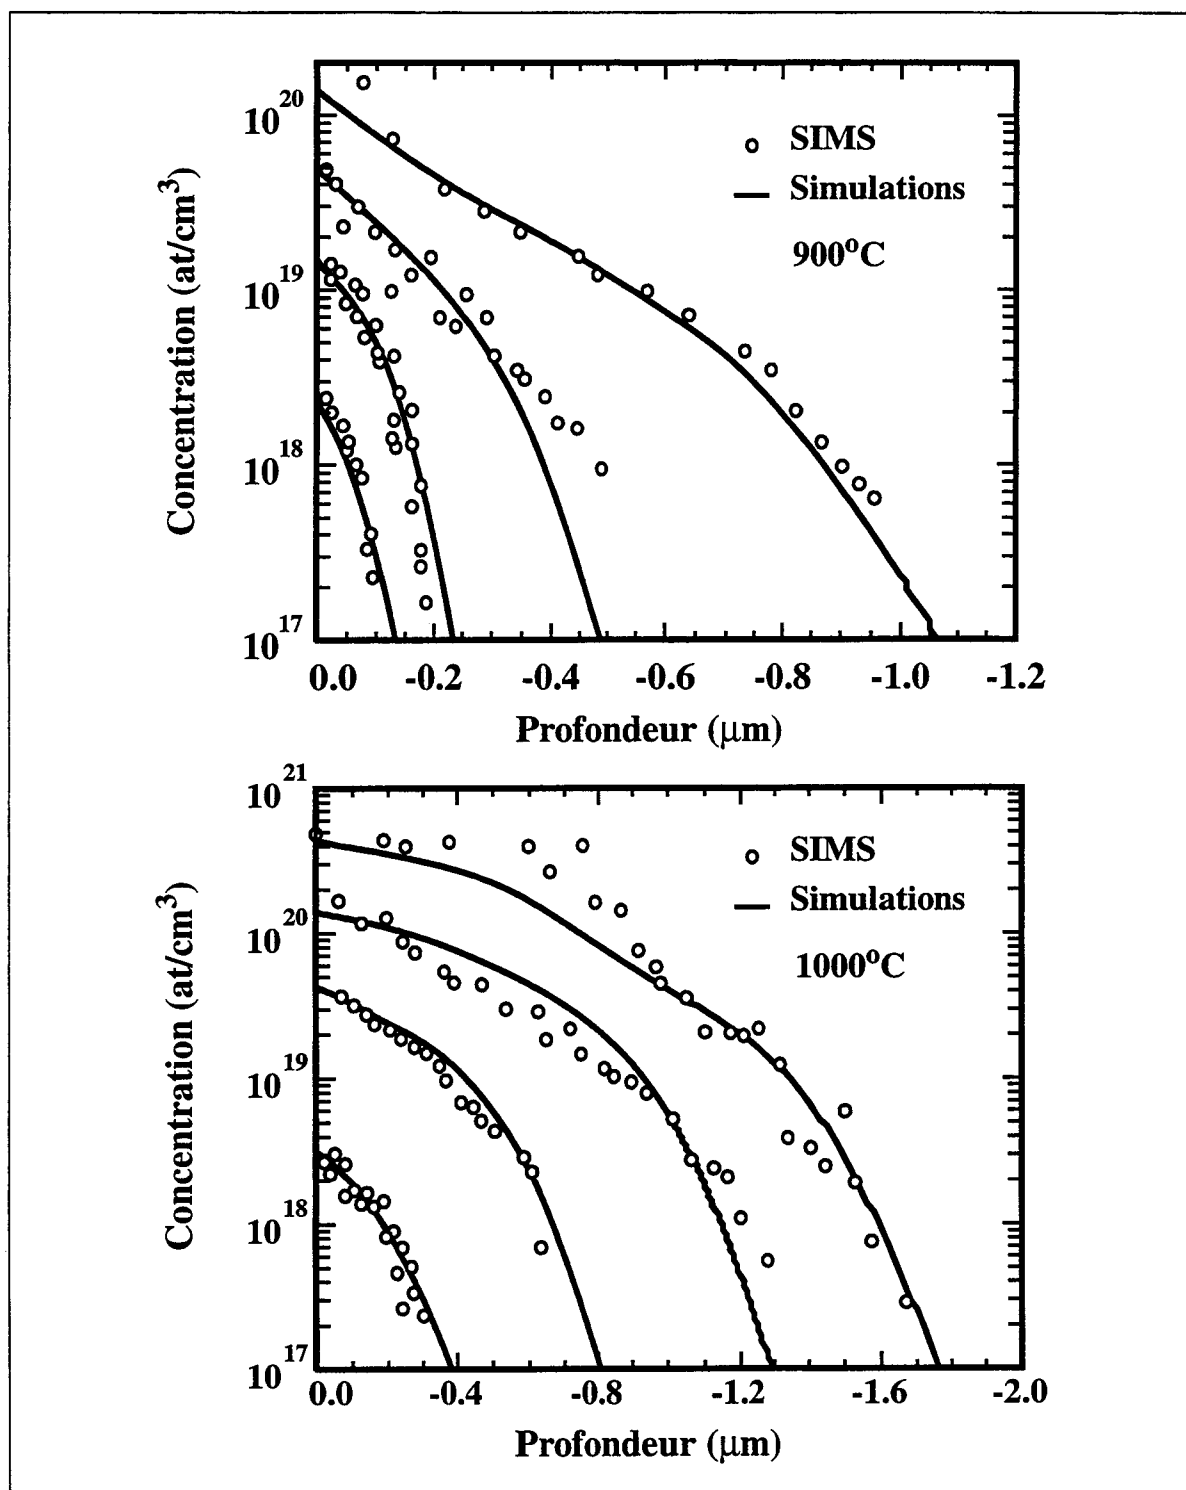 10^20
10^19
10^18
10^17
Concentration (at/cm^3)
SIMS
Simulations
900°C
0.0 -0.2 -0.4 -0.6 -0.8 -1.0 -1.2
Profondeur (μm)
10^21
10^20
10^19
10^18
10^17
Concentration (at/cm^3)
SIMS
Simulations
1000°C
0.0 -0.4 -0.8 -1.2 -1.6 -2.0
Profondeur (μm)